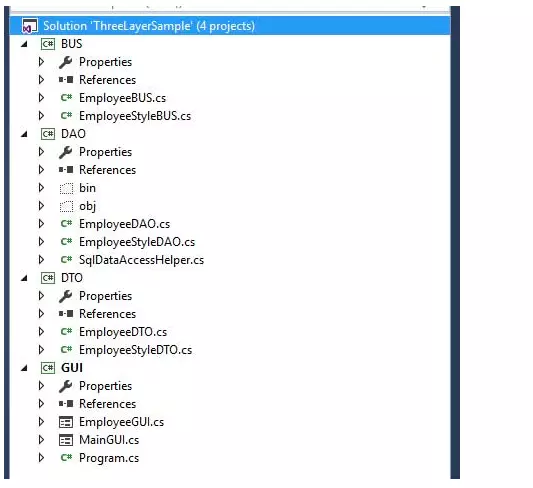 Solution 'ThreeLayerSample' (4 projects)
C# BUS
Properties
References
C# EmployeeBUS.cs
C# EmployeeStyleBUS.cs
C# DAO
Properties
References
bin
obj
C# EmployeeDAO.cs
C# EmployeeStyleDAO.cs
C# SqlDataAccessHelper.cs
C# DTO
Properties
References
C# EmployeeDTO.cs
C# EmployeeStyleDTO.cs
C# GUI
Properties
References
EmployeeGUI.cs
MainGUI.cs
C# Program.cs